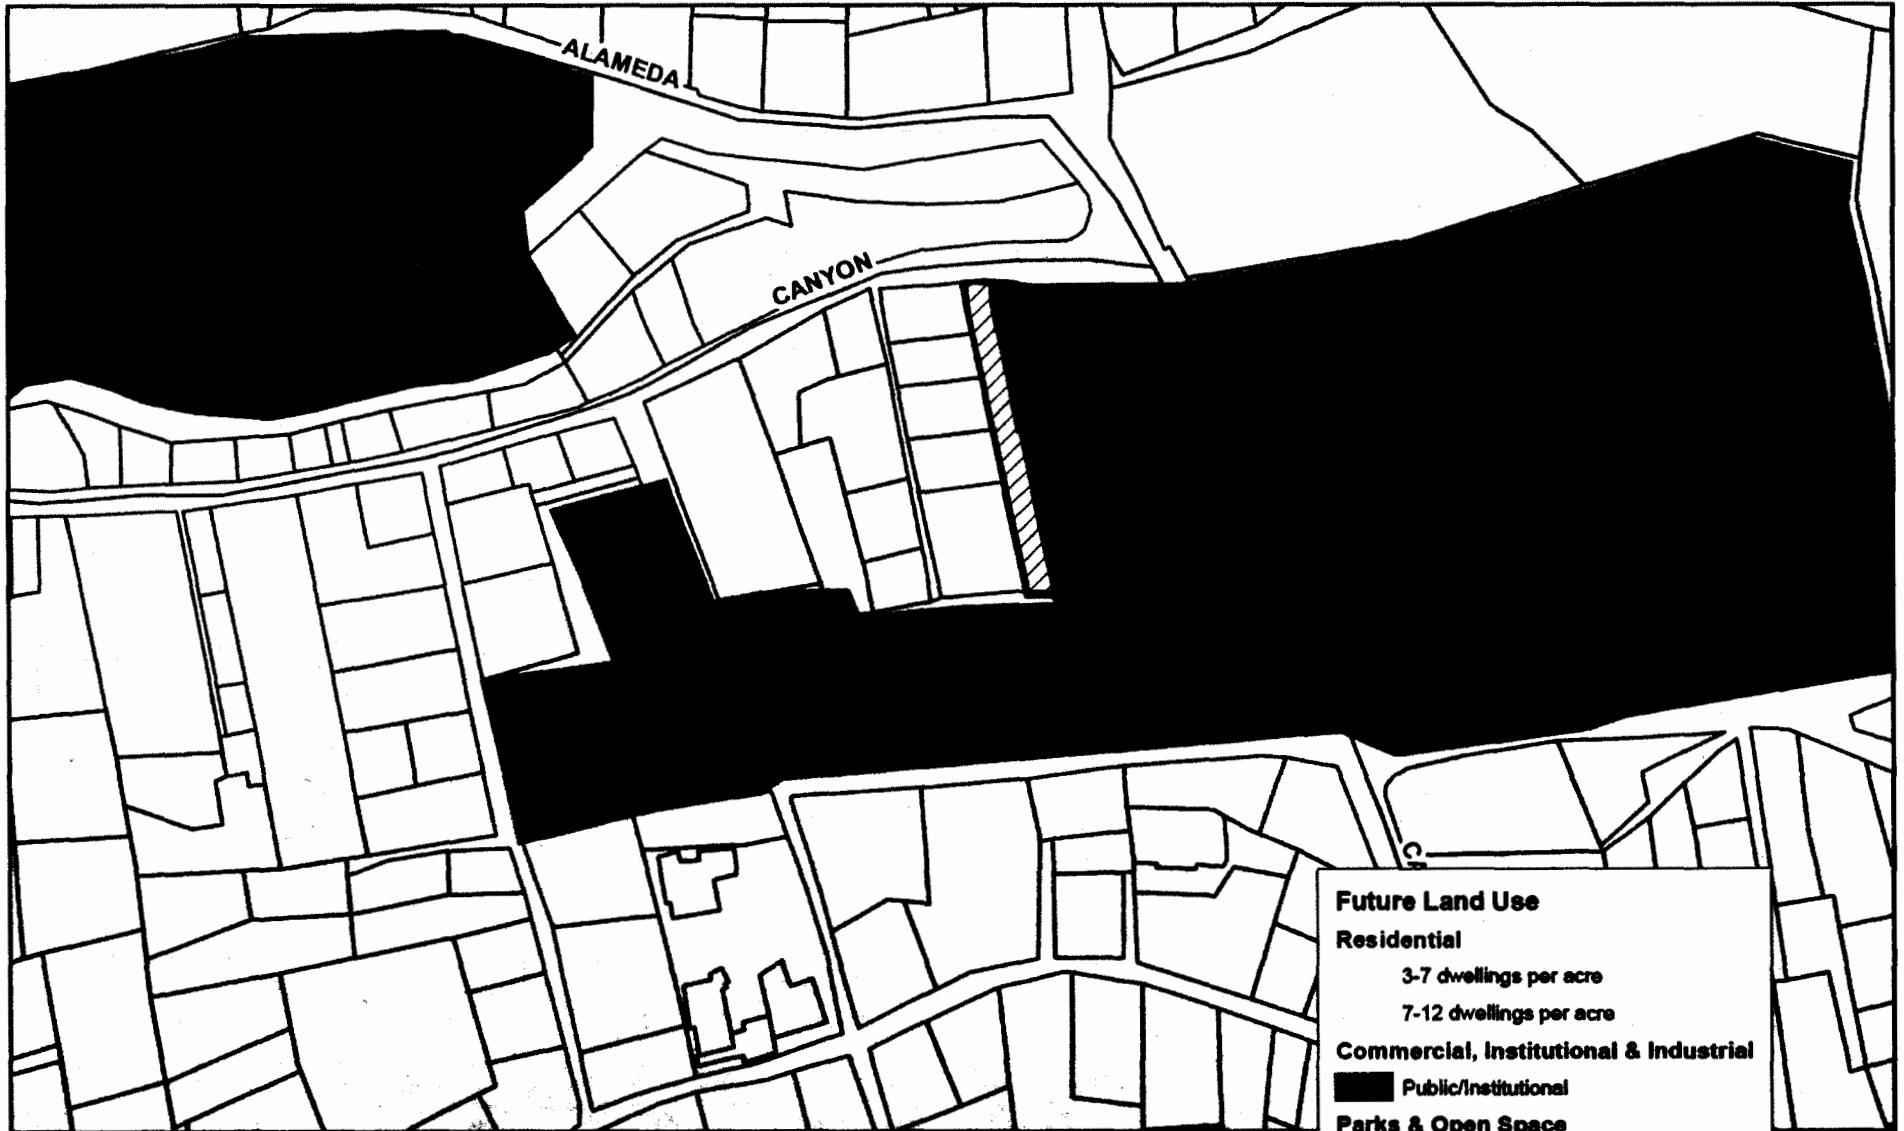 ALAMEDA
CANYON
Future Land Use
Residential
3-7 dwellings per acre
7-12 dwellings per acre
Commercial, Institutional & Industrial
Public/Institutional
Parks & Open Space